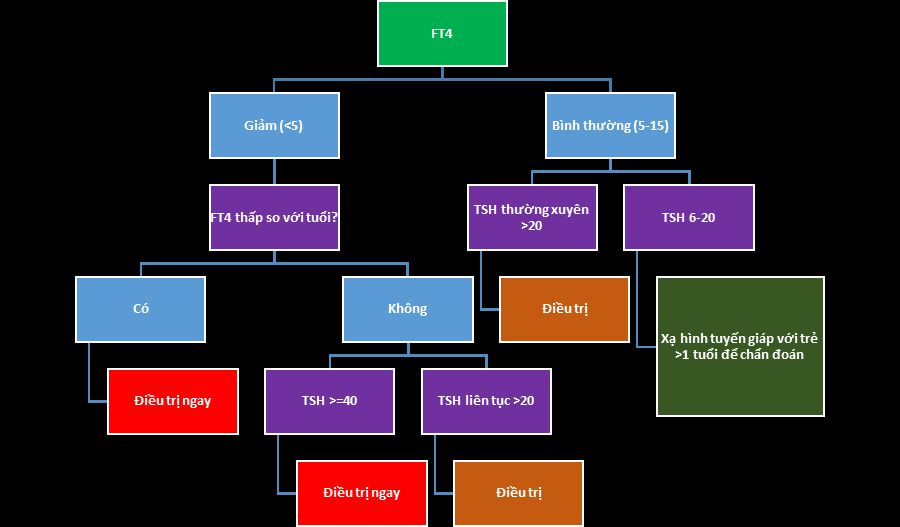 FT4
Giảm (<5)
Bình thường (5-15)
FT4 thấp so với tuổi?
TSH thường xuyên
>20
TSH 6-20
Có
Không
Điều trị
Xạ hình tuyến giáp với trẻ
>1 tuổi để chẩn đoán
Điều trị ngay
TSH >=40
TSH liên tục >20
Điều trị ngay
Điều trị